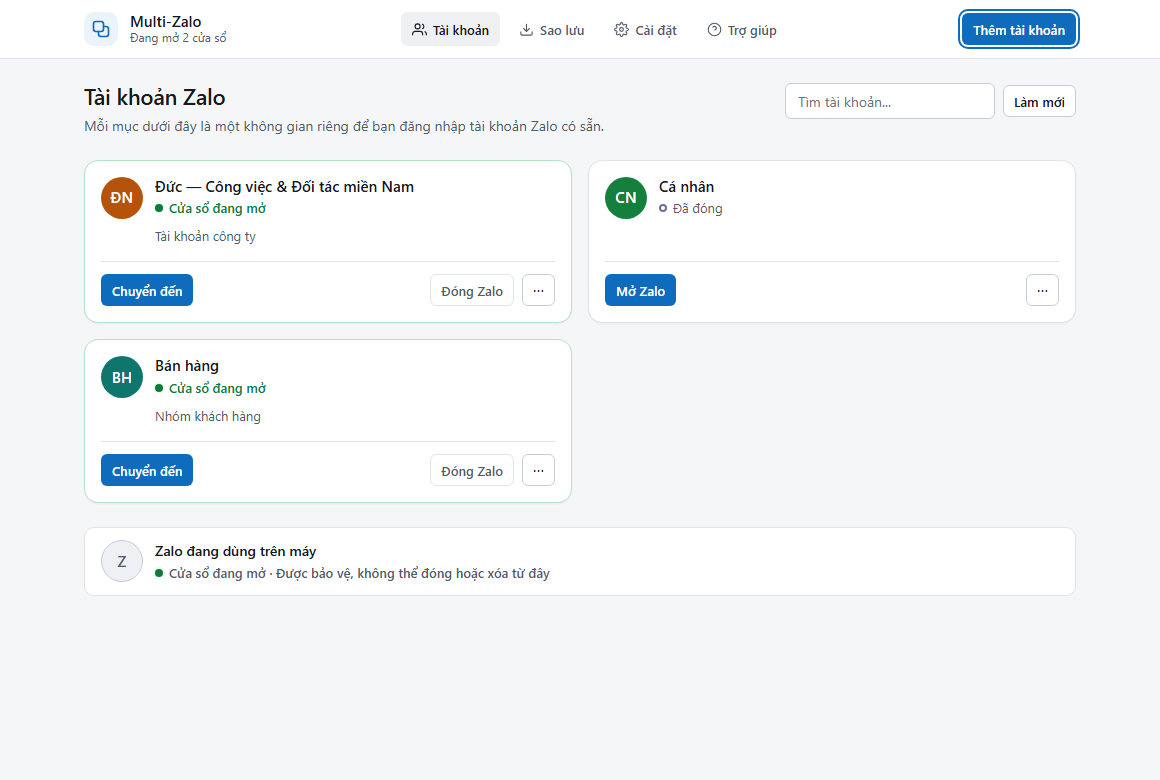 Multi-Zalo
Đang mở 2 cửa sổ
Tài khoản
Sao lưu
Cài đặt
Trợ giúp
Thêm tài khoản
Tài khoản Zalo
Mỗi mục dưới đây là một không gian riêng để bạn đăng nhập tài khoản Zalo có sẵn.
Tìm tài khoản...
Làm mới
ĐN
Đức — Công việc & Đối tác miền Nam
Cửa sổ đang mở
Tài khoản công ty
Chuyển đến
Đóng Zalo
...
CN
Cá nhân
Đã đóng
Mở Zalo
...
BH
Bán hàng
Cửa sổ đang mở
Nhóm khách hàng
Chuyển đến
Đóng Zalo
...
Z
Zalo đang dùng trên máy
Cửa sổ đang mở · Được bảo vệ, không thể đóng hoặc xóa từ đây